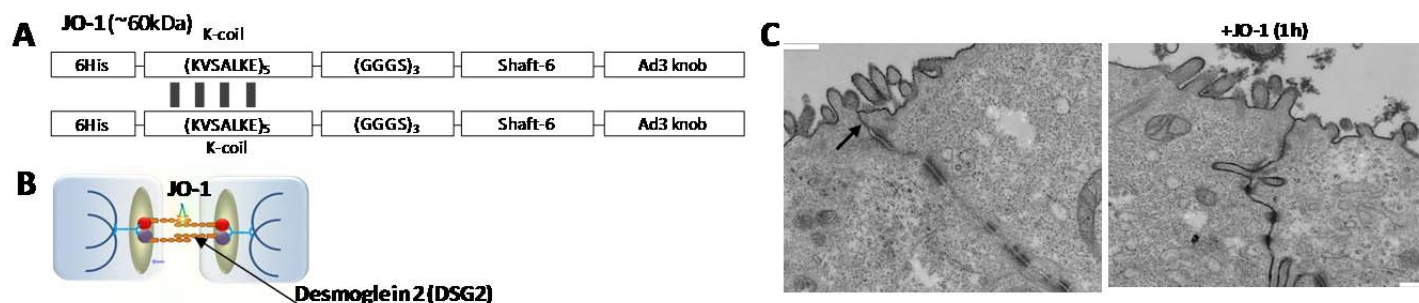 A
JO-1 (~60kDa)
K-coil
6His (KVSALKE)5 (GGGS)3 Shaft-6 Ad3 knob
6His (KVSALKE)5 (GGGS)3 Shaft-6 Ad3 knob
K-coil
B
JO-1
Desmoglein 2 (DSG2)
C
+JO-1 (1h)